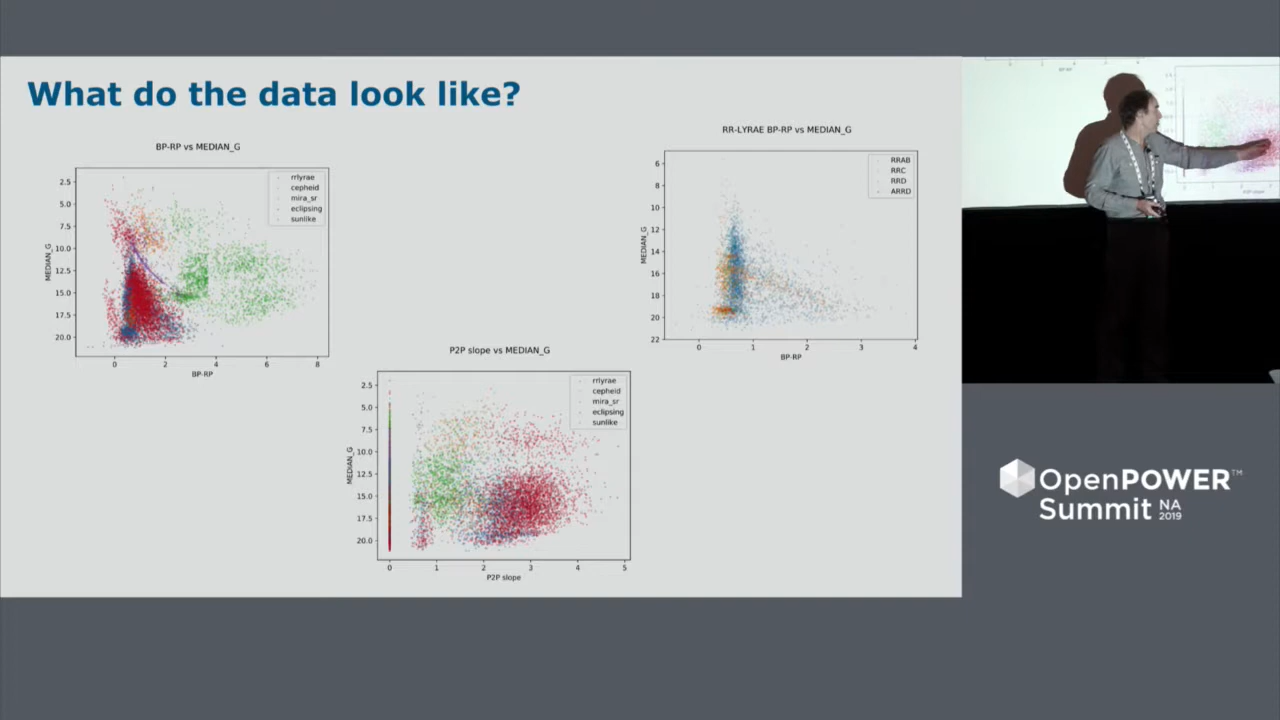 What do the data look like?
BP-RP vs MEDIAN_G
rrlyrae
cepheid
mira_sr
eclipsing
sunlike
2.5
5.0
7.5
10.0
12.5
15.0
17.5
20.0
MEDIAN_G
0 2 4 6 8
BP-RP
RR-LYRAE BP-RP vs MEDIAN_G
RRAB
RRC
RRD
ARRD
6
8
10
12
14
16
18
20
22
MEDIAN_G
0 1 2 3 4
BP-RP
P2P slope vs MEDIAN_G
rrlyrae
cepheid
mira_sr
eclipsing
sunlike
2.5
5.0
7.5
10.0
12.5
15.0
17.5
20.0
MEDIAN_G
0 1 2 3 4 5
P2P slope
BP-RP
P2P slope
OpenPOWER™
Summit NA
2019